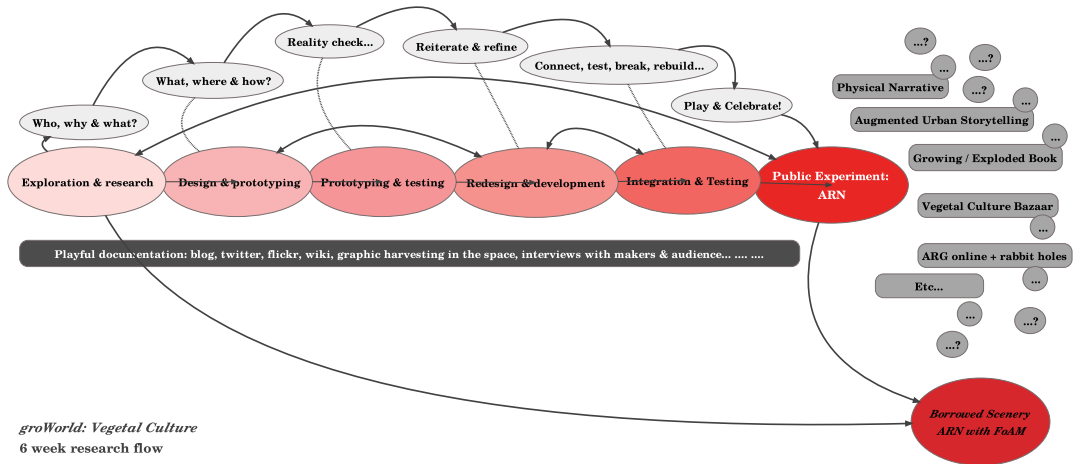 Reality check...
Reiterate & refine
Connect, test, break, rebuild...
What, where & how?
Play & Celebrate!
Who, why & what?
Exploration & research
Design & prototyping
Prototyping & testing
Redesign & development
Integration & Testing
Public Experiment:
ARN
Playful documentation: blog, twitter, flickr, wiki, graphic harvesting in the space, interviews with makers & audience... .... ....
...?
...?
...
Physical Narrative
...?
...
Augmented Urban Storytelling
...
Growing / Exploded Book
Vegetal Culture Bazaar
...
ARG online + rabbit holes
...
Etc...
...
...?
...?
Borrowed Scenery
ARN with FoAM
groWorld: Vegetal Culture
6 week research flow